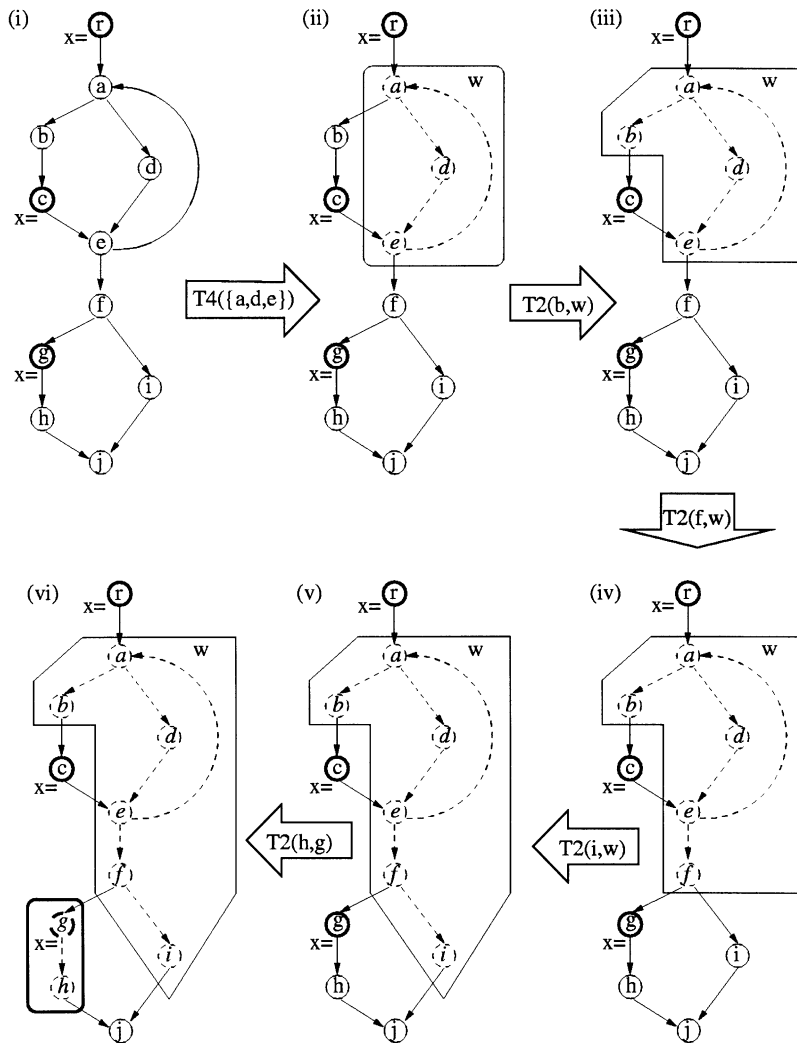 (i)
r
x=
a
b
d
c
x=
e
f
g
x=
i
h
j
T4({a,d,e})
(ii)
r
x=
w
a
b
d
c
x=
e
f
g
x=
i
h
j
T2(b,w)
(iii)
r
x=
w
a
b
d
c
x=
e
f
g
x=
i
h
j
T2(f,w)
(iv)
r
x=
w
a
b
d
c
x=
e
f
g
x=
i
h
j
T2(i,w)
(v)
r
x=
w
a
b
d
c
x=
e
f
g
x=
i
h
j
T2(h,g)
(vi)
r
x=
w
a
b
d
c
x=
e
f
g
x=
i
h
j